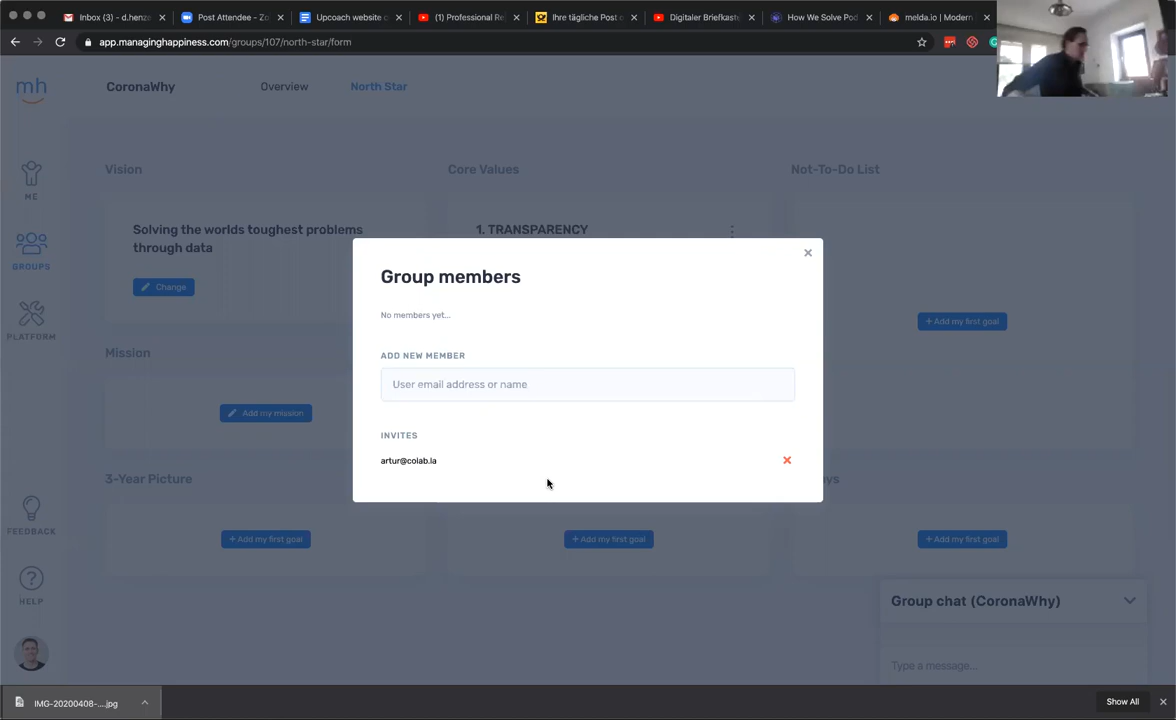 Inbox (3) - d.henz
Post Attendee - Zo
Upcoach website c
(1) Professional Re
Ihre tägliche Post o
Digitaler Briefkast
How We Solve Pod
melda.io | Modern
app.managinghappiness.com/groups/107/north-star/form
mh
CoronaWhy
Overview
North Star
ME
GROUPS
PLATFORM
FEEDBACK
HELP
Vision
Core Values
Not-To-Do List
Solving the worlds toughest problems
through data
1. TRANSPARENCY
Change
Group members
No members yet...
ADD NEW MEMBER
User email address or name
INVITES
artur@colab.la
+ Add my first goal
Mission
Add my mission
3-Year Picture
+ Add my first goal
+ Add my first goal
+ Add my first goal
Group chat (CoronaWhy)
Type a message...
IMG-20200408-....jpg
Show All